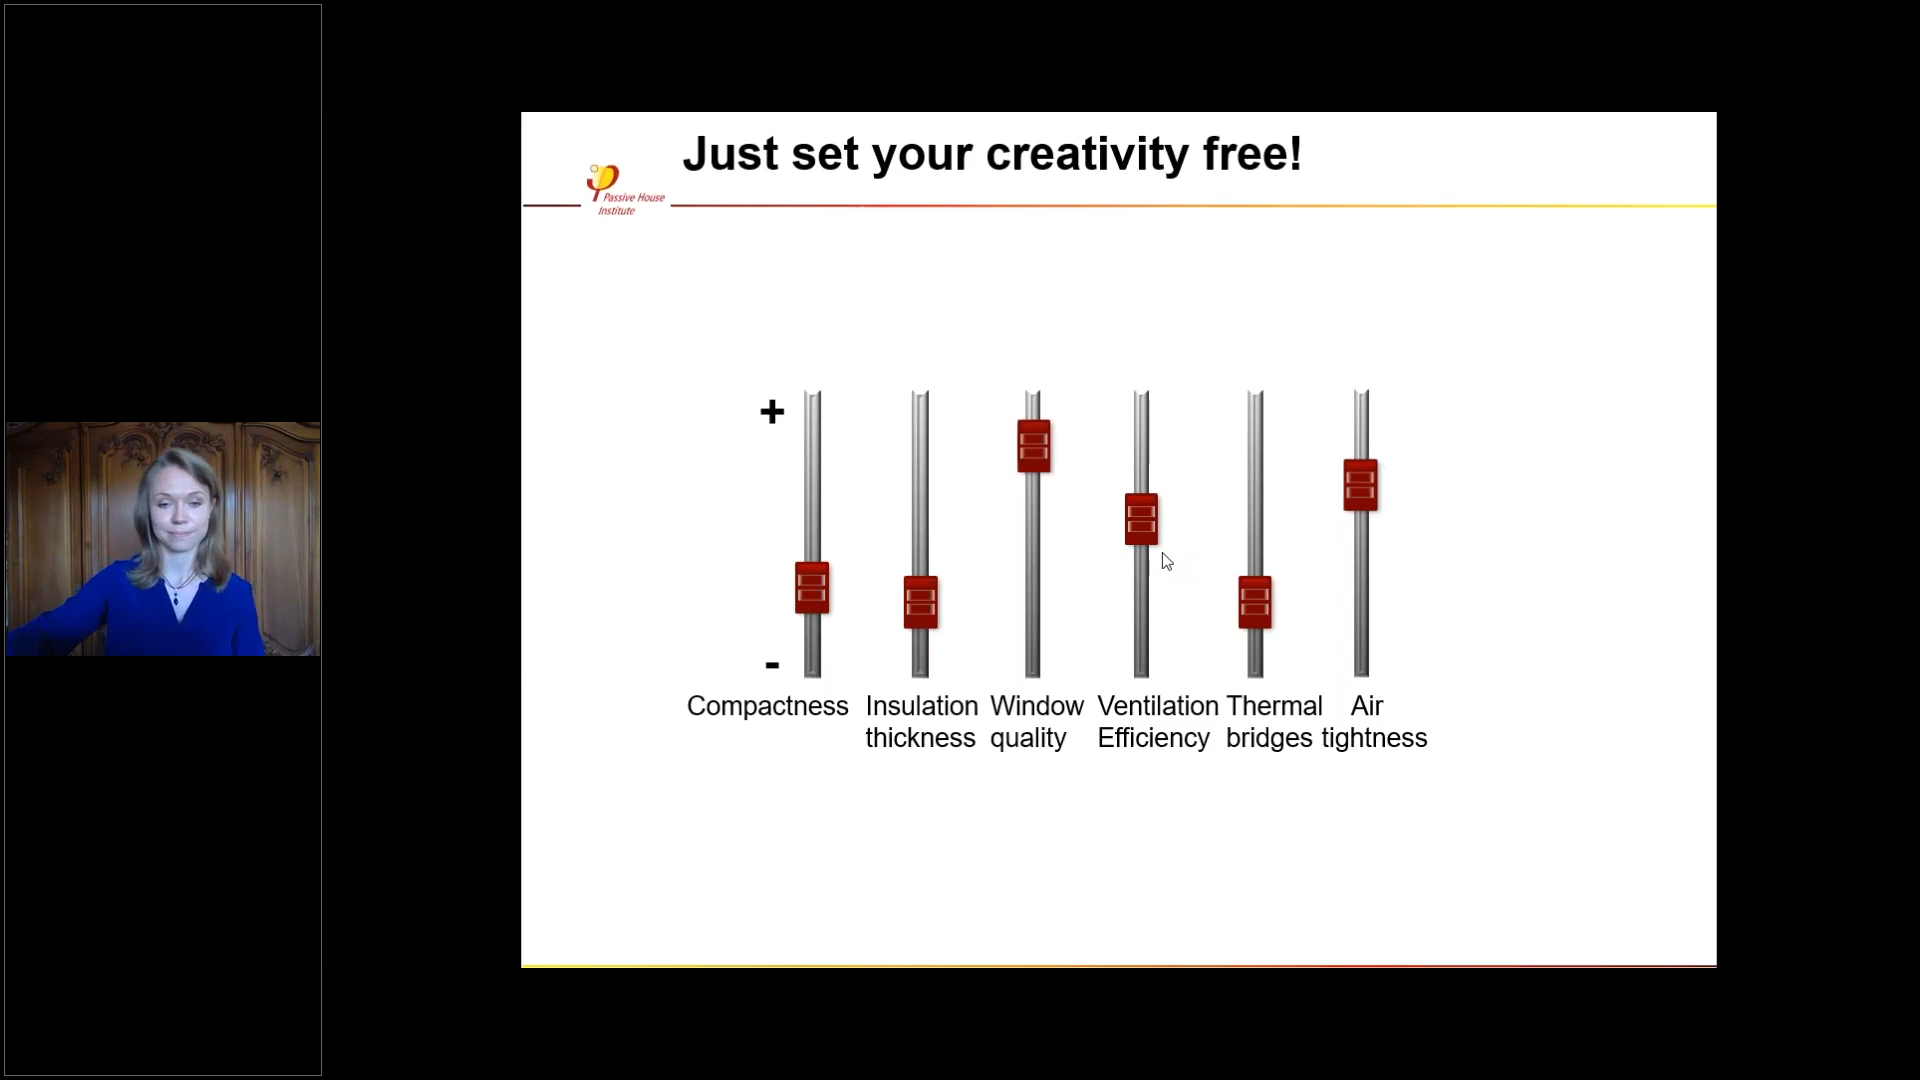 Just set your creativity free!
Passive House
Institute
+
-
Compactness
Insulation
thickness
Window
quality
Ventilation
Efficiency
Thermal
bridges
Air
tightness